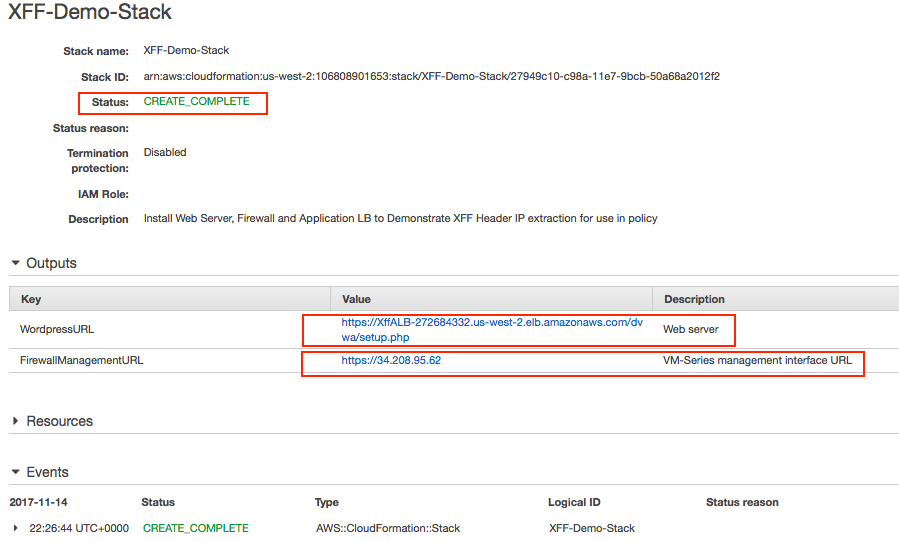 XFF-Demo-Stack
Stack name: XFF-Demo-Stack
Stack ID: arn:aws:cloudformation:us-west-2:106808901653:stack/XFF-Demo-Stack/27949c10-c98a-11e7-9bcb-50a68a2012f2
Status: CREATE_COMPLETE
Status reason:
Termination Disabled
protection:
IAM Role:
Description Install Web Server, Firewall and Application LB to Demonstrate XFF Header IP extraction for use in policy
Outputs
Key Value Description
WordpressURL https://XffALB-272684332.us-west-2.elb.amazonaws.com/dv Web server
wa/setup.php
FirewallManagementURL https://34.208.95.62 VM-Series management interface URL
Resources
Events
2017-11-14 Status Type Logical ID Status reason
22:26:44 UTC+0000 CREATE_COMPLETE AWS::CloudFormation::Stack XFF-Demo-Stack